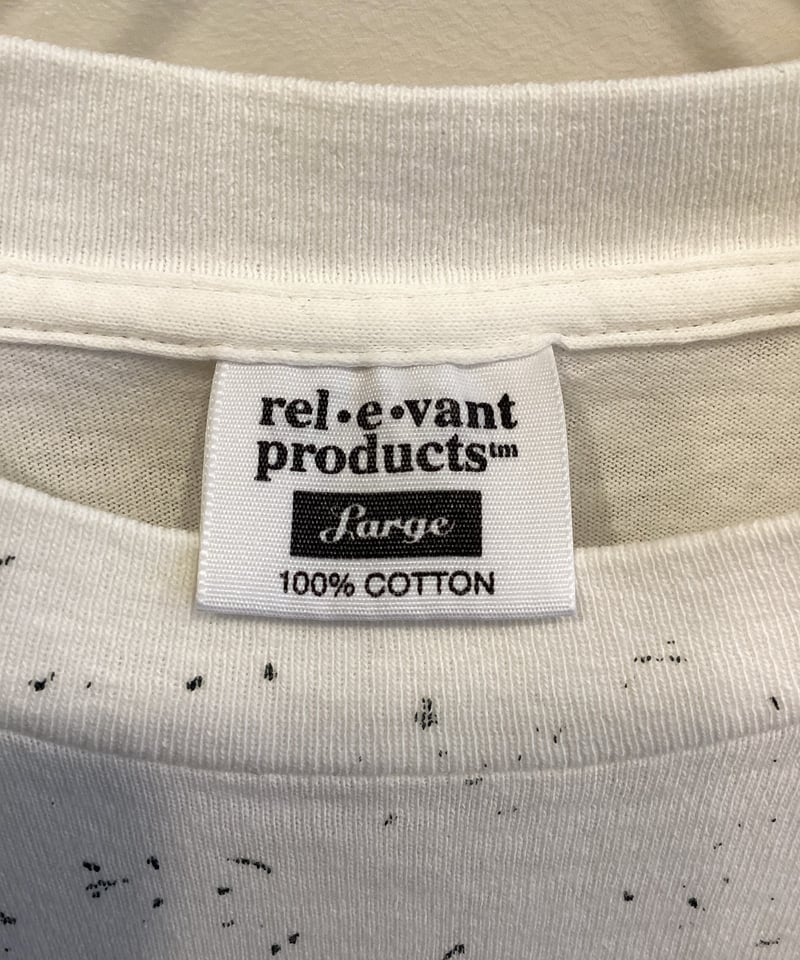 rel•e•vant
products™
Large
100% COTTON